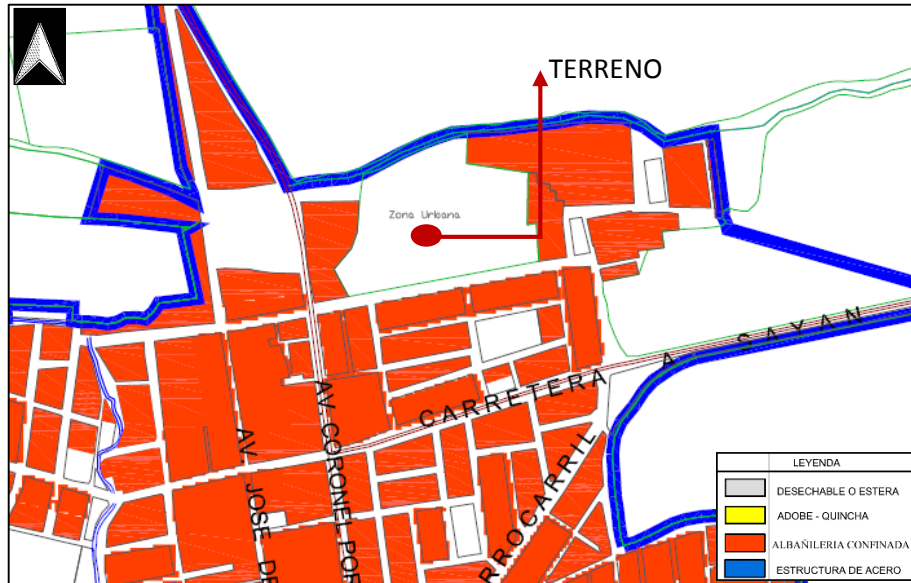 TERRENO
Zona Urbana
CARRETERA A SAYAN
AV. CORONEL POR
AV. JOSE DE
RROCARRIL
LEYENDA
DESECHABLE O ESTERA
ADOBE - QUINCHA
ALBAÑILERIA CONFINADA
ESTRUCTURA DE ACERO